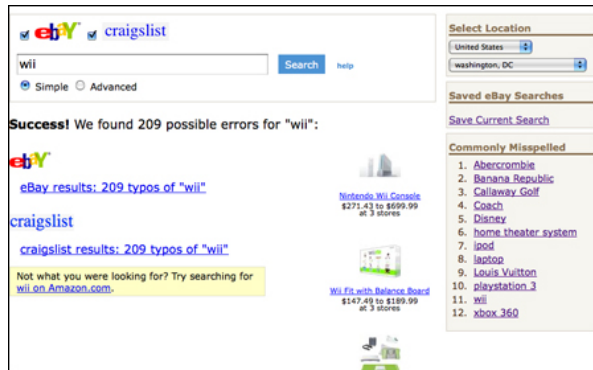 ebaY craigslist
wii
Search
help
Simple Advanced
Success! We found 209 possible errors for "wii":
ebaY
eBay results: 209 typos of "wii"
craigslist
craigslist results: 209 typos of "wii"
Not what you were looking for? Try searching for
wii on Amazon.com.
Nintendo Wii Console
$271.43 to $699.99
at 3 stores
Wii Fit with Balance Board
$147.49 to $189.99
at 3 stores
Select Location
United States
washington, DC
Saved eBay Searches
Save Current Search
Commonly Misspelled
1. Abercrombie
2. Banana Republic
3. Callaway Golf
4. Coach
5. Disney
6. home theater system
7. ipod
8. laptop
9. Louis Vuitton
10. playstation 3
11. wii
12. xbox 360